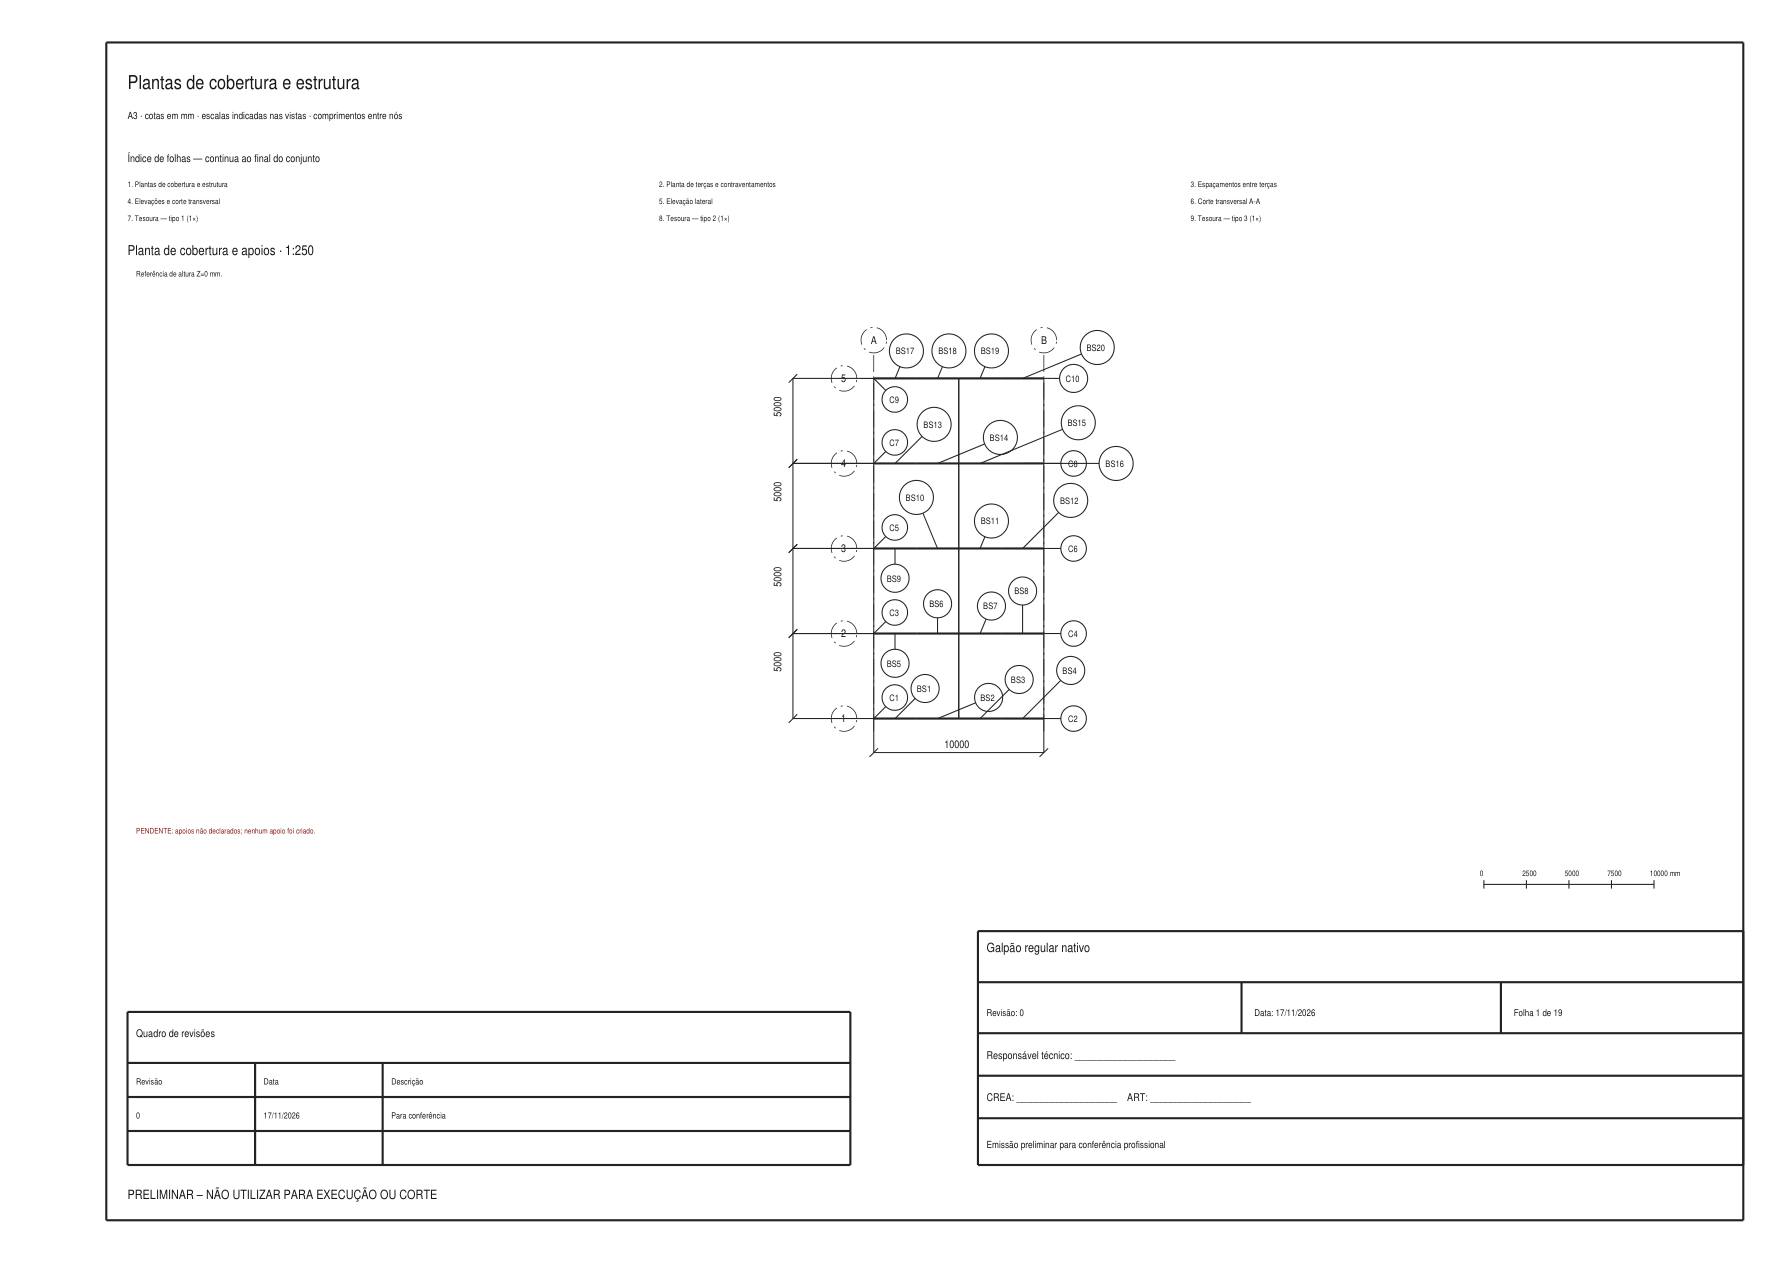 Plantas de cobertura e estrutura
A3 · cotas em mm · escalas indicadas nas vistas · comprimentos entre nós
Índice de folhas — continua ao final do conjunto
1. Plantas de cobertura e estrutura
2. Planta de terças e contraventamentos
3. Espaçamentos entre terças
4. Elevações e corte transversal
5. Elevação lateral
6. Corte transversal A-A
7. Tesoura — tipo 1 (1×)
8. Tesoura — tipo 2 (1×)
9. Tesoura — tipo 3 (1×)
Planta de cobertura e apoios · 1:250
Referência de altura Z=0 mm.
A
BS17
BS18
BS19
B
BS20
5
C10
5000
C9
BS13
BS15
C7
BS14
4
C8
BS16
5000
BS10
BS12
C5
BS11
3
C6
5000
BS9
BS8
C3
BS6
BS7
2
C4
5000
BS5
BS4
BS1
BS3
C1
BS2
1
C2
10000
PENDENTE: apoios não declarados; nenhum apoio foi criado.
0 2500 5000 7500 10000 mm
Galpão regular nativo
Revisão: 0
Data: 17/11/2026
Folha 1 de 19
Responsável técnico: ____________________
CREA: ____________________ ART: ____________________
Emissão preliminar para conferência profissional
Quadro de revisões
Revisão
Data
Descrição
0
17/11/2026
Para conferência
PRELIMINAR – NÃO UTILIZAR PARA EXECUÇÃO OU CORTE